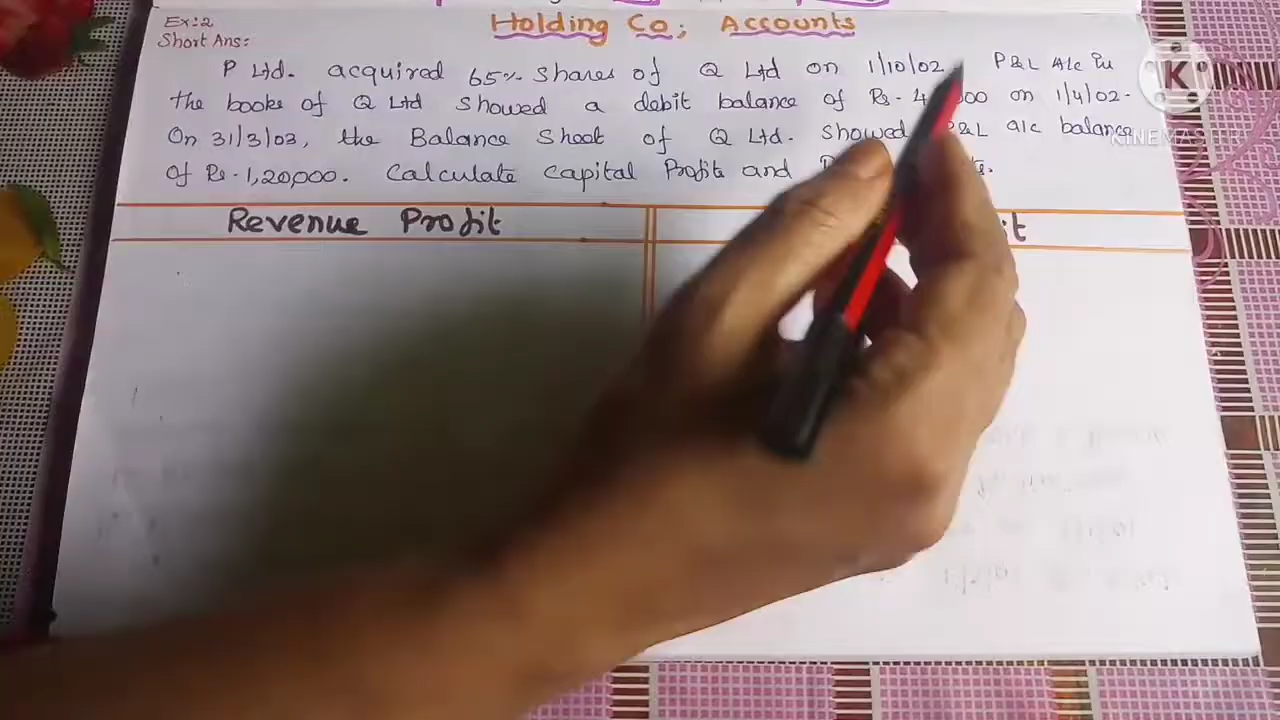 Holding Co; Accounts
Ex:2
Short Ans:
P Ltd. acquired 65% shares of Q Ltd on 1/10/02. P&L A/c in
the books of Q Ltd showed a debit balance of Rs. on 1/4/02.
On 31/3/03, the Balance Sheet of Q Ltd. showed P&L a/c balance
of Rs. 1,20,000. Calculate capital Profit and
Revenue Profit
K
KINEMASTER